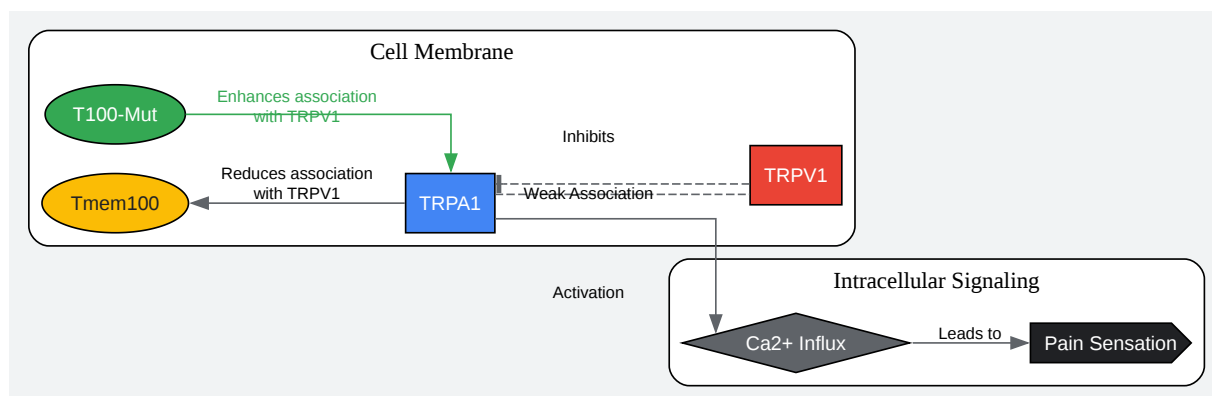 Cell Membrane
T100-Mut
Enhances association
with TRPV1
Inhibits
TRPV1
Reduces association
with TRPV1
Tmem100
TRPA1
Weak Association
Activation
Intracellular Signaling
Ca2+ Influx
Leads to
Pain Sensation